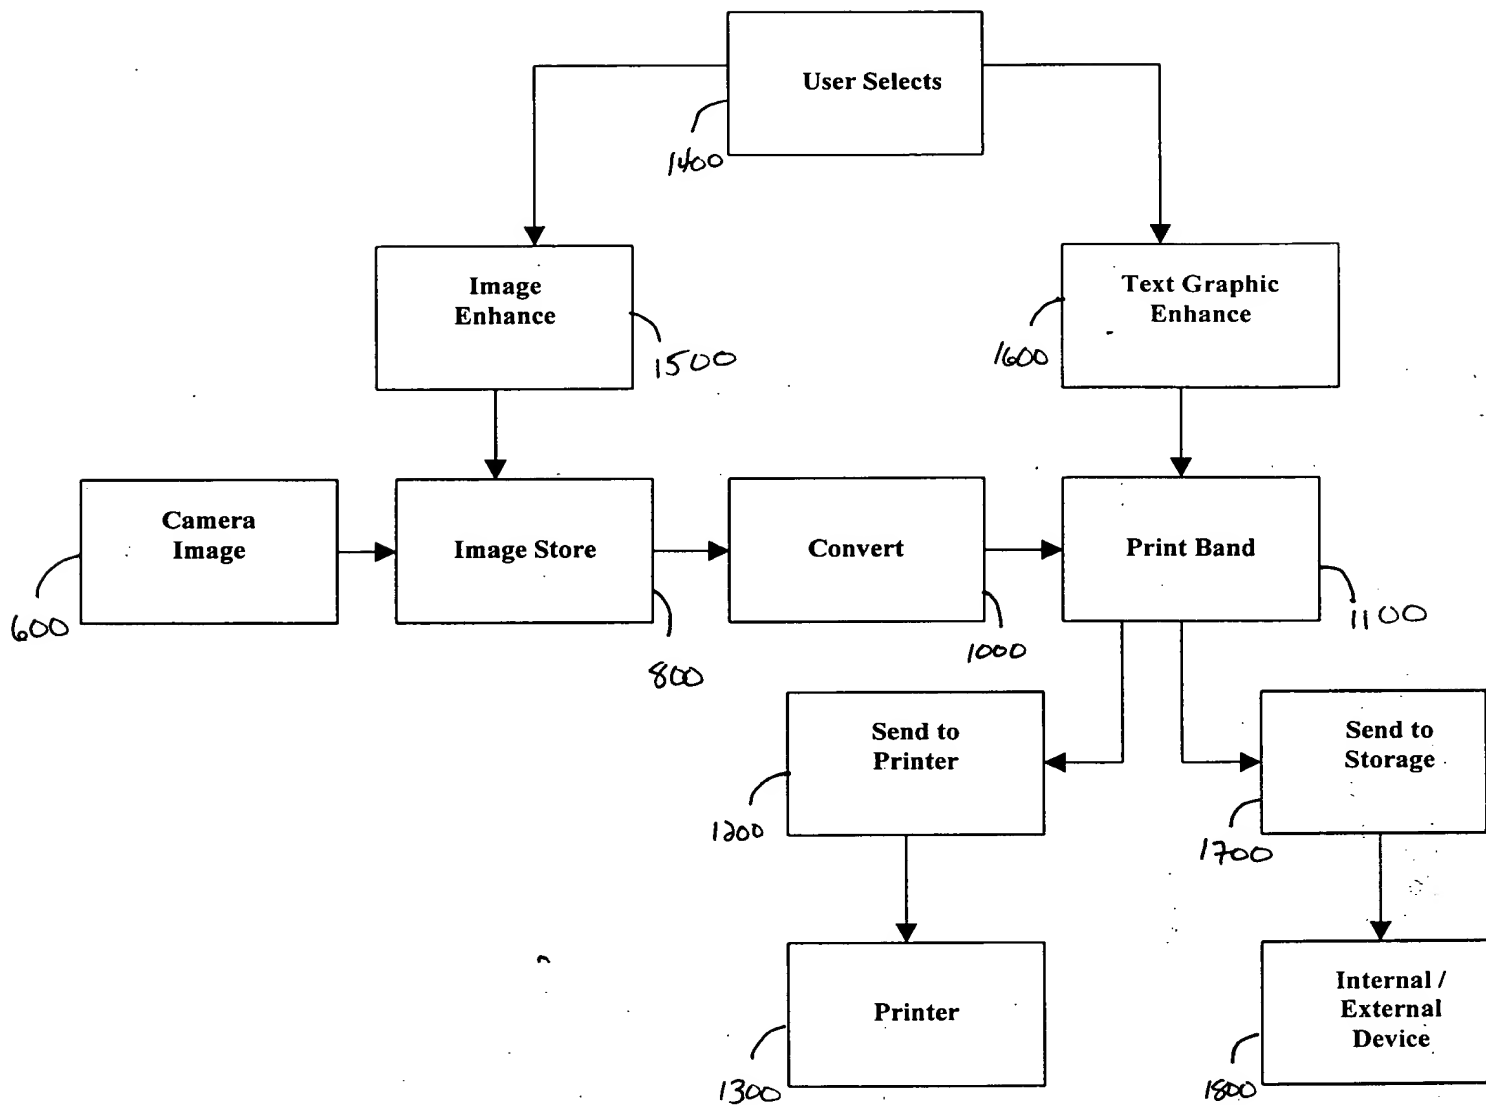 User Selects
1400
Image
Enhance
1500
Text Graphic
Enhance
1600
Camera
Image
600
Image Store
800
Convert
1000
Print Band
1100
Send to
Printer
1200
Send to
Storage
1700
Printer
1300
Internal /
External
Device
1800